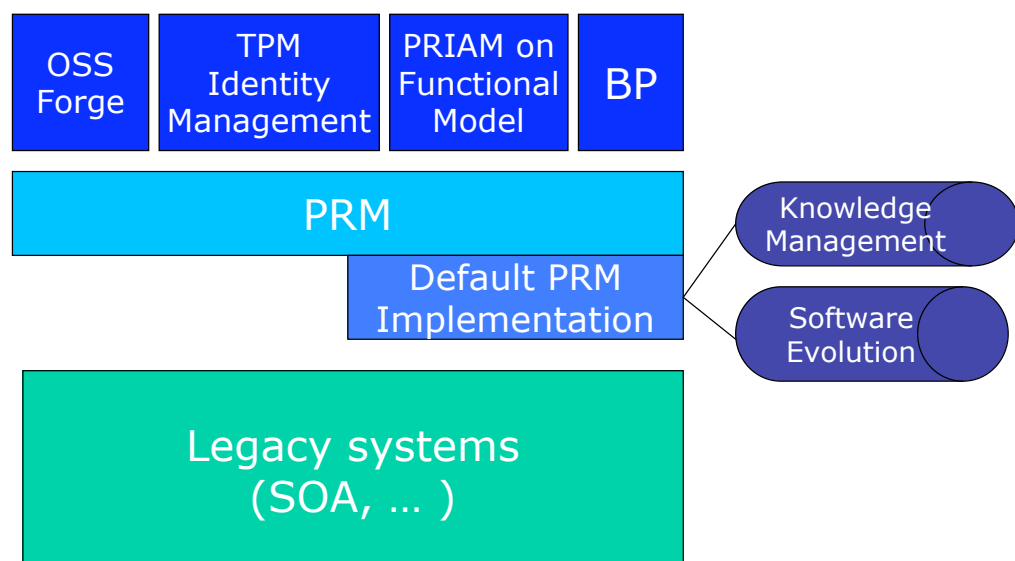 OSS
Forge
TPM
Identity
Management
PRIAM on
Functional
Model
BP
PRM
Default PRM
Implementation
Knowledge
Management
Software
Evolution
Legacy systems
(SOA, … )